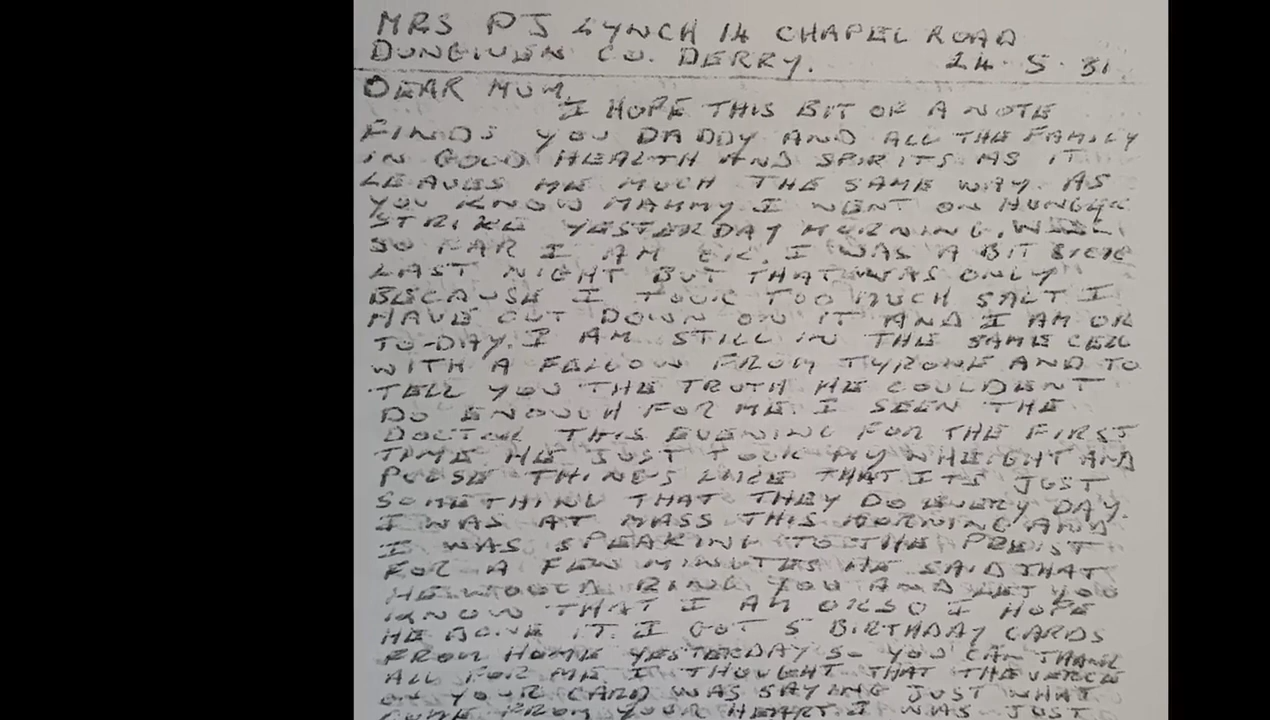 MRS PJ LYNCH 14 CHAPEL ROAD
DUNGIVEN CO. DERRY. 24.5.81
DEAR MUM,
I HOPE THIS BIT OF A NOTE
FINDS YOU DADDY AND ALL THE FAMILY
IN GOOD HEALTH AND SPIRITS AS IT
LEAVES ME MUCH THE SAME WAY. AS
YOU KNOW MAMMY I WENT ON HUNGER
STRIKE YESTERDAY MORNING, WELL
SO FAR I AM OK. I WAS A BIT SICK
LAST NIGHT BUT THAT WAS ONLY
BECAUSE I TOOK TOO MUCH SALT I
HAVE CUT DOWN ON IT AND I AM OK
TO-DAY. I AM STILL IN THE SAME CELL
WITH A FELLOW FROM TYRONE AND TO
TELL YOU THE TRUTH HE COULDENT
DO ENOUGH FOR ME. I SEEN THE
DOCTOR THIS EVENING FOR THE FIRST
TIME HE JUST TOOK MY WHEIGHT AND
PULSE THINGS LIKE THAT ITS JUST
SOMETHING THAT THEY DO EVERY DAY.
I WAS AT MASS THIS MORNING AND
I WAS SPEAKING TO THE PREIST
FOR A FEW MINUTES HE SAID THAT
HE WOULD RING YOU AND LET YOU
KNOW THAT I AM OK SO I HOPE
HE DONE IT. I GOT 5 BIRTHDAY CARDS
FROM HOME YESTERDAY SO YOU CAN THANK
ALL FOR ME. I THOUGHT THAT THE VERCE
ON YOUR CARD WAS SAYING JUST WHAT
CAME FROM YOUR HEART I WAS JUST